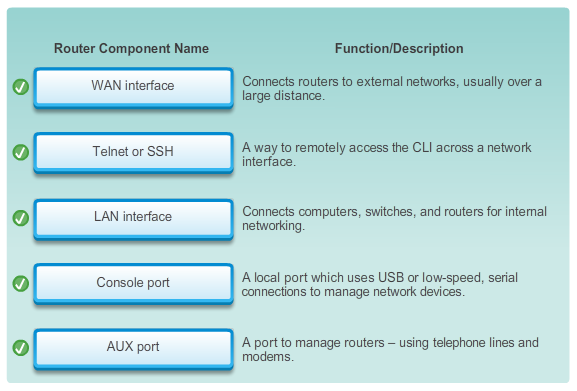 Router Component Name Function/Description
WAN interface
Connects routers to external networks, usually over a
large distance.
Telnet or SSH
A way to remotely access the CLI across a network
interface.
LAN interface
Connects computers, switches, and routers for internal
networking.
Console port
A local port which uses USB or low-speed, serial
connections to manage network devices.
AUX port
A port to manage routers – using telephone lines and
modems.